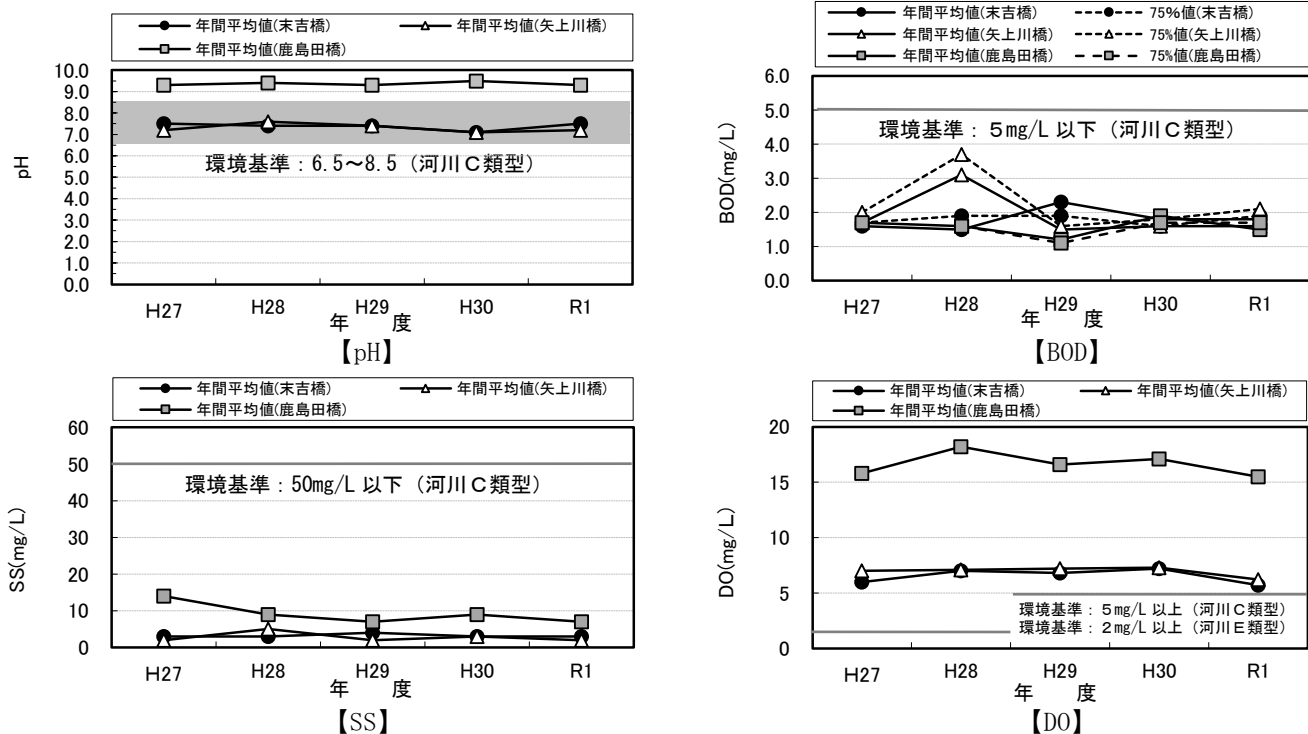 年間平均値(末吉橋) 年間平均値(矢上川橋)
年間平均値(鹿島田橋)
10.0
9.0
8.0
7.0
6.0
5.0
4.0
3.0
2.0
1.0
0.0
pH
環境基準：6.5～8.5（河川Ｃ類型）
H27 H28 H29 H30 R1
年 度
【pH】
年間平均値(末吉橋) 75％値(末吉橋)
年間平均値(矢上川橋) 75%値(矢上川橋)
年間平均値(鹿島田橋) 75%値(鹿島田橋)
6.0
5.0
4.0
3.0
2.0
1.0
0.0
BOD(mg/L)
環境基準：５mg/L 以下（河川Ｃ類型）
H27 H28 H29 H30 R1
年 度
【BOD】
年間平均値(末吉橋) 年間平均値(矢上川橋)
年間平均値(鹿島田橋)
60
50
40
30
20
10
0
SS(mg/L)
環境基準：50mg/L 以下（河川Ｃ類型）
H27 H28 H29 H30 R1
年 度
【SS】
年間平均値(末吉橋) 年間平均値(矢上川橋)
年間平均値(鹿島田橋)
20
15
10
5
0
DO(mg/L)
環境基準：５mg/L 以上（河川Ｃ類型）
環境基準：２mg/L 以上（河川Ｅ類型）
H27 H28 H29 H30 R1
年 度
【DO】